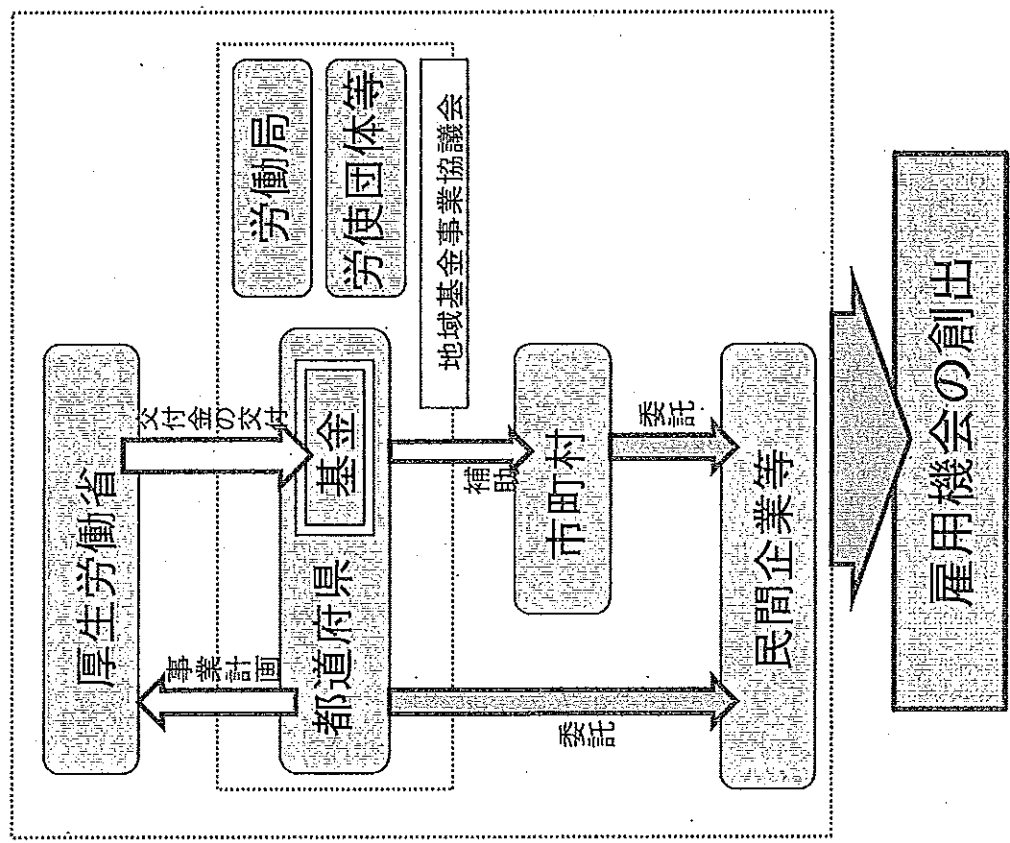 厚生労働省
事業計画
交付金の交付
都道府県
基金
労働局
労使団体等
地域基金事業協議会
補助
市町村
委託
委託
民間企業等
雇用機会の創出